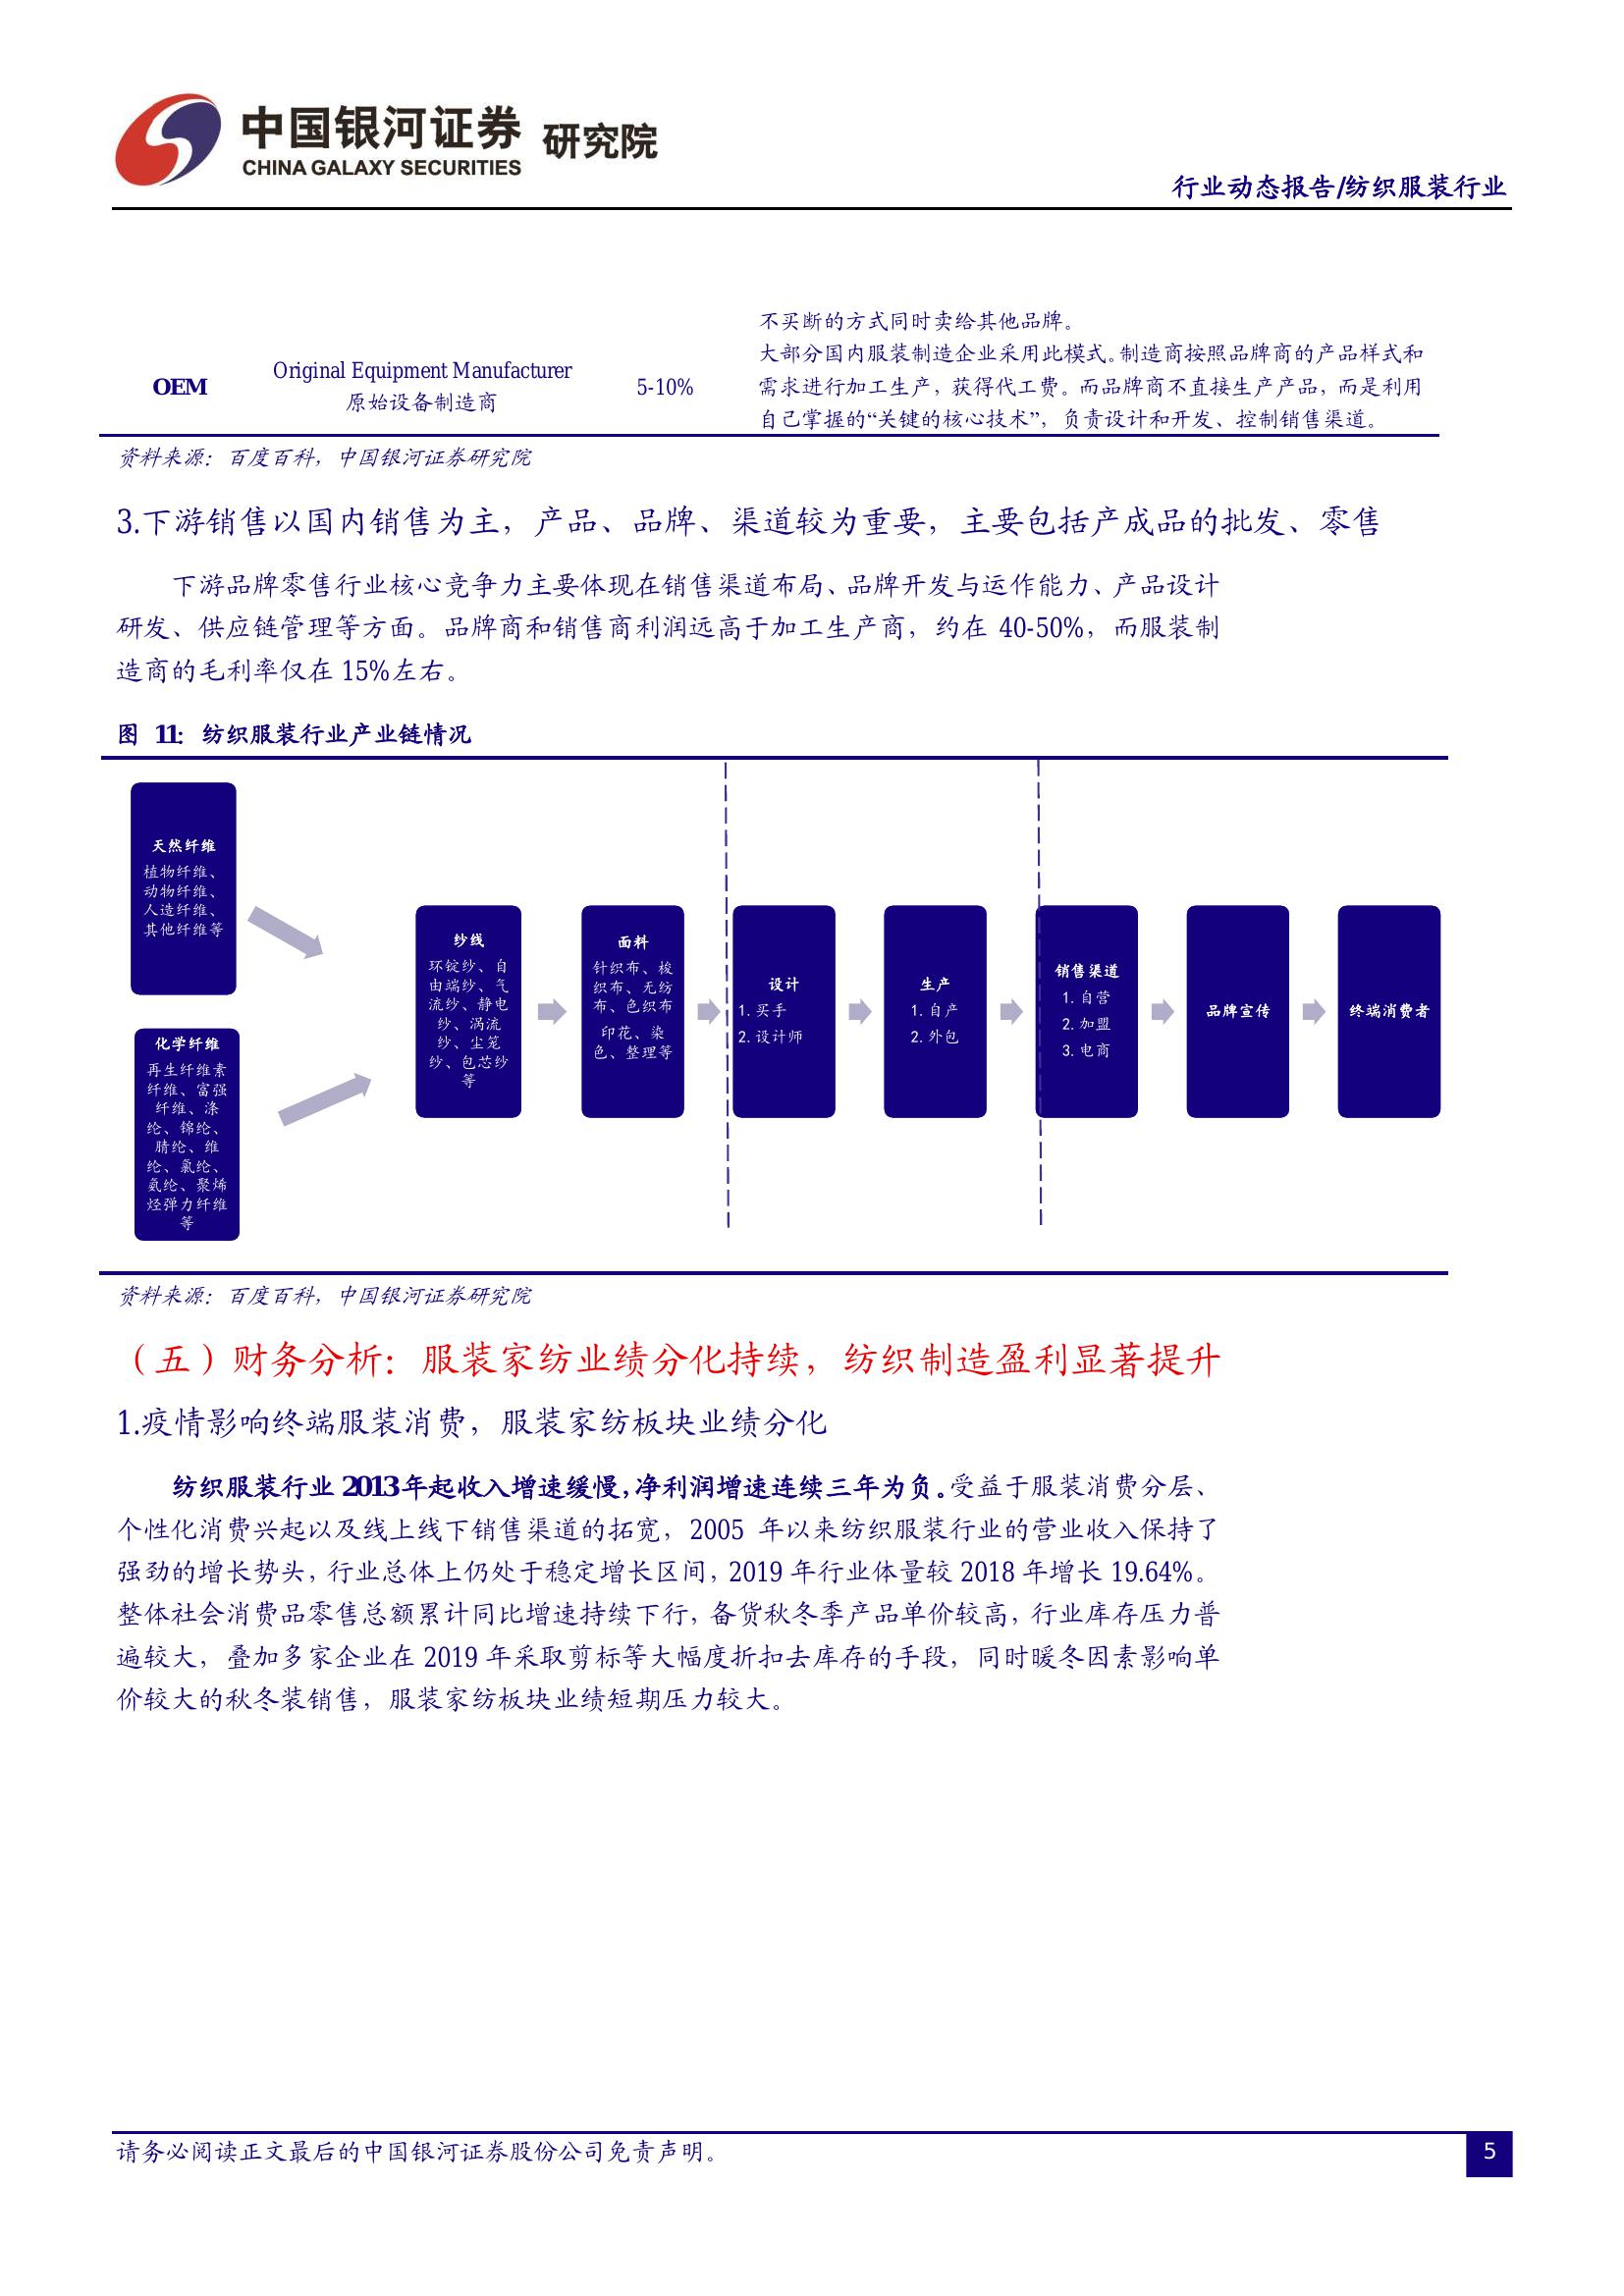 中国银河证券 研究院
CHINA GALAXY SECURITIES
行业动态报告/纺织服装行业
不买断的方式同时卖给其他品牌。
OEM
Original Equipment Manufacturer
原始设备制造商
5-10%
大部分国内服装制造企业采用此模式。制造商按照品牌商的产品样式和
需求进行加工生产，获得代工费。而品牌商不直接生产产品，而是利用
自己掌握的“关键的核心技术”，负责设计和开发、控制销售渠道。
资料来源：百度百科，中国银河证券研究院
3.下游销售以国内销售为主，产品、品牌、渠道较为重要，主要包括产成品的批发、零售
下游品牌零售行业核心竞争力主要体现在销售渠道布局、品牌开发与运作能力、产品设计
研发、供应链管理等方面。品牌商和销售商利润远高于加工生产商，约在 40-50%，而服装制
造商的毛利率仅在 15%左右。
图 11：纺织服装行业产业链情况
天然纤维
植物纤维、
动物纤维、
人造纤维、
其他纤维等
化学纤维
再生纤维素
纤维、富强
纤维、涤
纶、锦纶、
腈纶、维
纶、氯纶、
氨纶、聚烯
烃弹力纤维
等
纱线
环锭纱、自
由端纱、气
流纱、静电
纱、涡流
纱、尘笼
纱、包芯纱
等
面料
针织布、梭
织布、无纺
布、色织布
印花、染
色、整理等
设计
1. 买手
2. 设计师
生产
1. 自产
2. 外包
销售渠道
1. 自营
2. 加盟
3. 电商
品牌宣传
终端消费者
资料来源：百度百科，中国银河证券研究院
（五）财务分析：服装家纺业绩分化持续，纺织制造盈利显著提升
1.疫情影响终端服装消费，服装家纺板块业绩分化
纺织服装行业 2013 年起收入增速缓慢，净利润增速连续三年为负。受益于服装消费分层、
个性化消费兴起以及线上线下销售渠道的拓宽，2005 年以来纺织服装行业的营业收入保持了
强劲的增长势头，行业总体上仍处于稳定增长区间，2019 年行业体量较 2018 年增长 19.64%。
整体社会消费品零售总额累计同比增速持续下行，备货秋冬季产品单价较高，行业库存压力普
遍较大，叠加多家企业在 2019 年采取剪标等大幅度折扣去库存的手段，同时暖冬因素影响单
价较大的秋冬装销售，服装家纺板块业绩短期压力较大。
请务必阅读正文最后的中国银河证券股份公司免责声明。
5